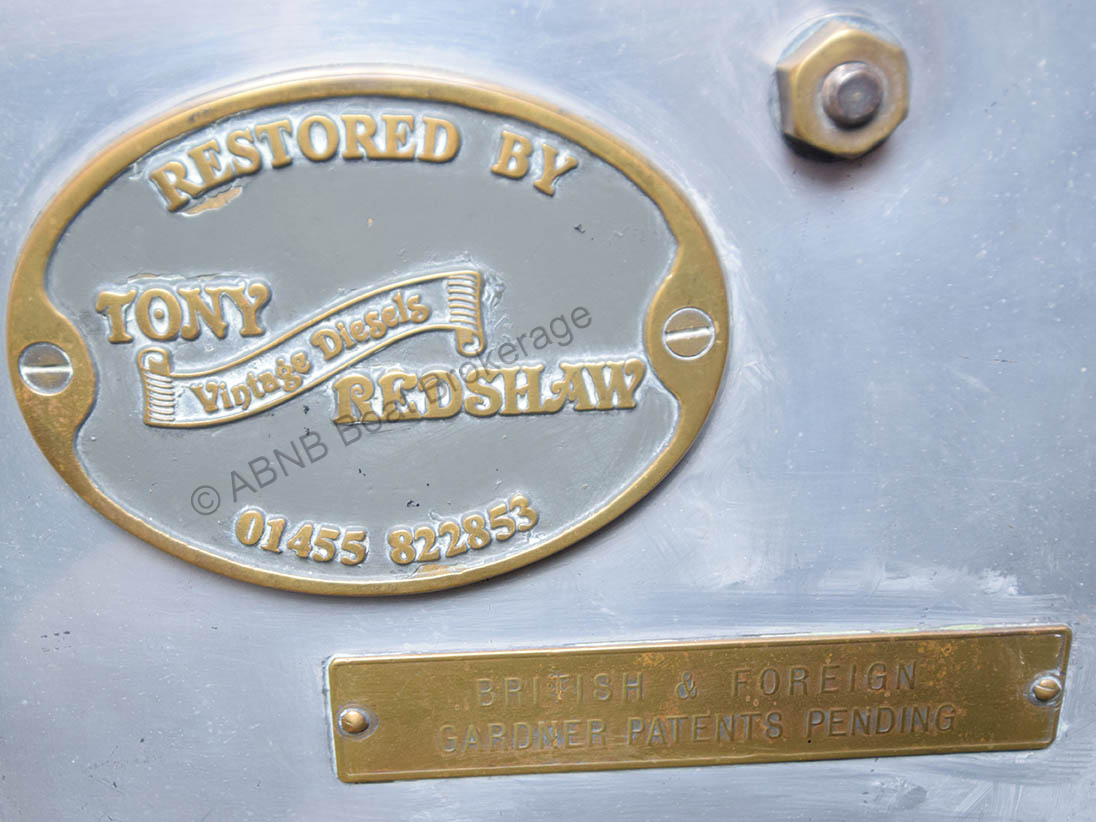 RESTORED BY
TONY
Vintage Diesels
REDSHAW
© ABNB Boat Brokerage
01455 822853
BRITISH & FOREIGN
GARDNER PATENTS PENDING